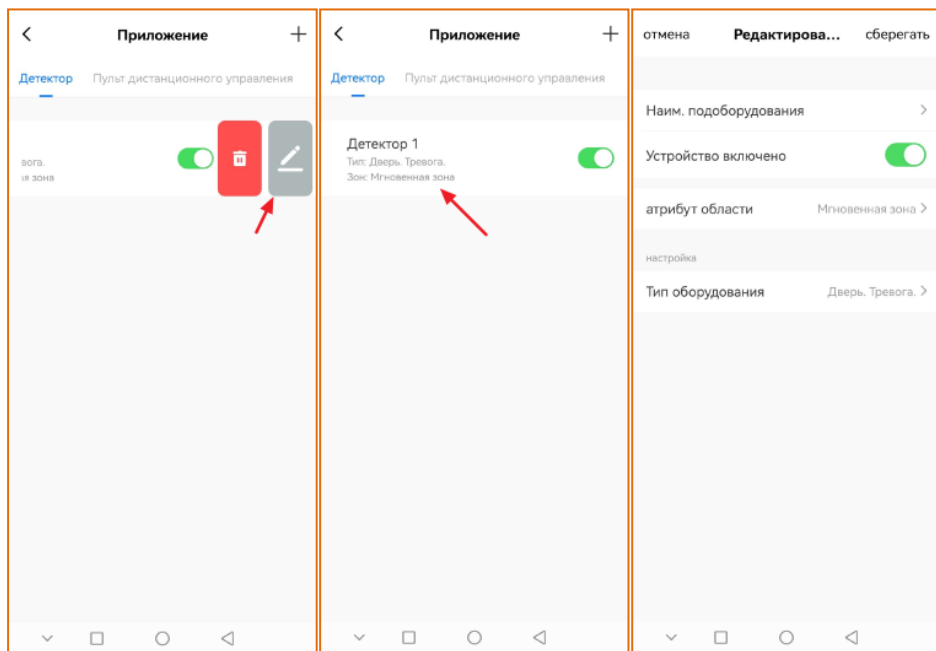 Приложение
Детектор Пульт дистанционного управления
вога.
ия зона
Приложение
Детектор Пульт дистанционного управления
Детектор 1
Тип: Дверь. Тревога.
Зон: Мгновенная зона
отмена Редактирова... сберегать
Наим. подоборудования
Устройство включено
атрибут области Мгновенная зона
настройка
Тип оборудования Дверь. Тревога.